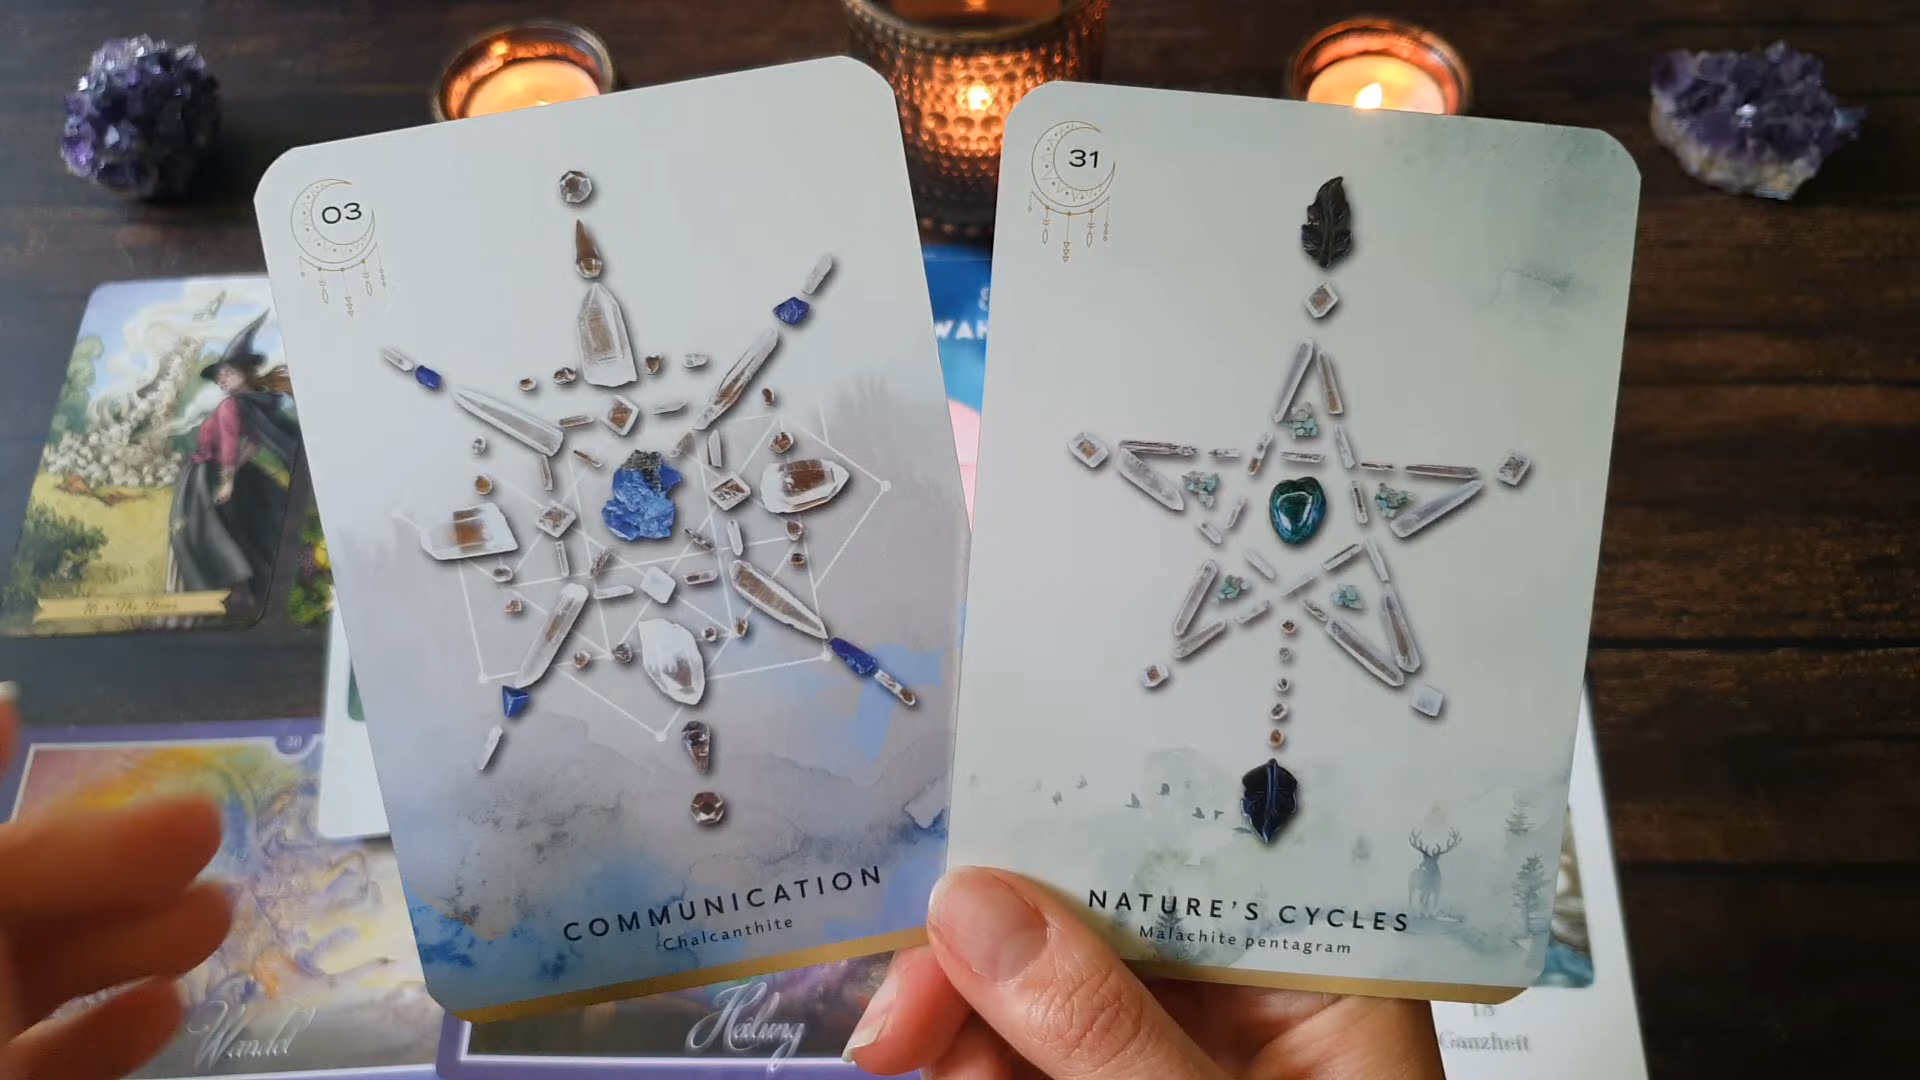 03
COMMUNICATION
Chalcanthite
31
NATURE'S CYCLES
Malachite pentagram
Wandel
Heilung
Ganzheit